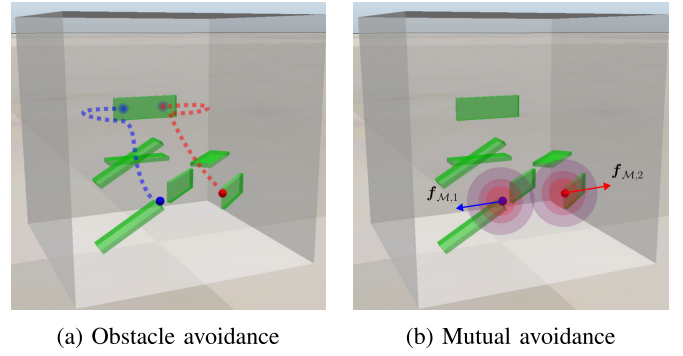 f_{M,1}
f_{M,2}
(a) Obstacle avoidance
(b) Mutual avoidance